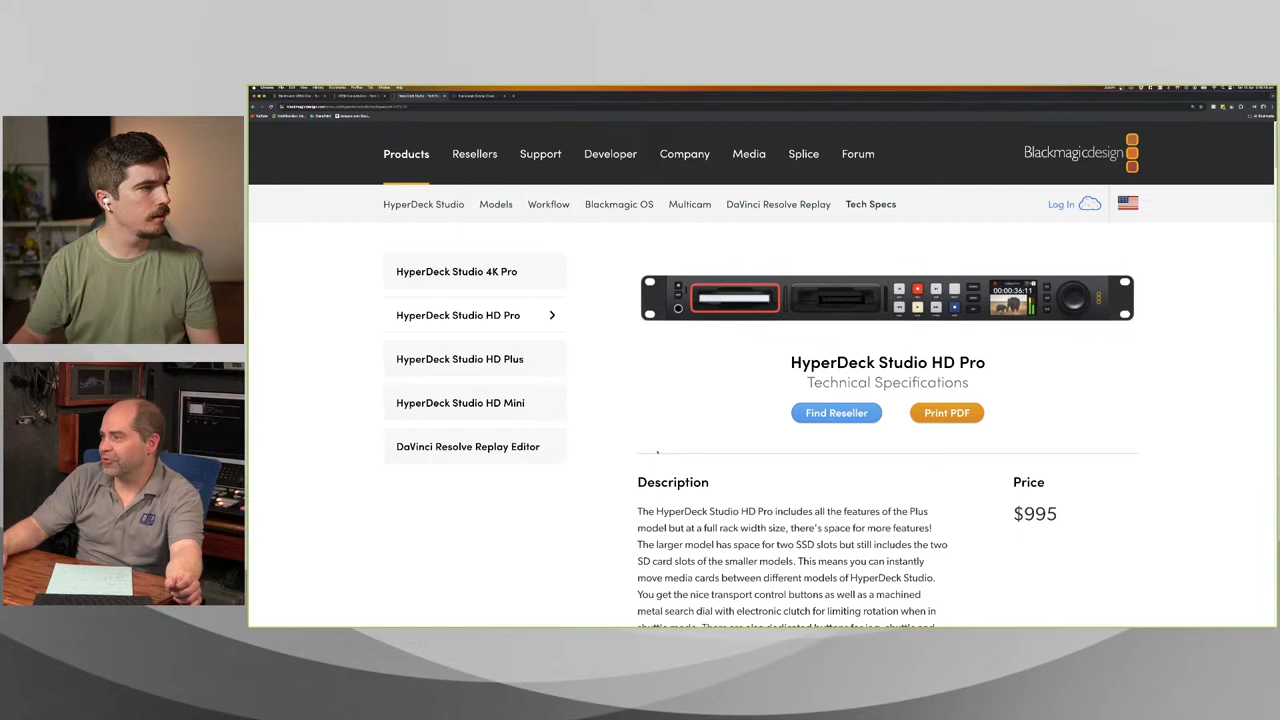 Products
Resellers
Support
Developer
Company
Media
Splice
Forum
Blackmagicdesign
HyperDeck Studio
Models
Workflow
Blackmagic OS
Multicam
DaVinci Resolve Replay
Tech Specs
Log In
HyperDeck Studio 4K Pro
HyperDeck Studio HD Pro
HyperDeck Studio HD Plus
HyperDeck Studio HD Mini
DaVinci Resolve Replay Editor
00:00:36:11
HyperDeck Studio HD Pro
Technical Specifications
Find Reseller
Print PDF
Description
The HyperDeck Studio HD Pro includes all the features of the Plus
model but at a full rack width size, there's space for more features!
The larger model has space for two SSD slots but still includes the two
SD card slots of the smaller models. This means you can instantly
move media cards between different models of HyperDeck Studio.
You get the nice transport control buttons as well as a machined
metal search dial with electronic clutch for limiting rotation when in
Price
$995